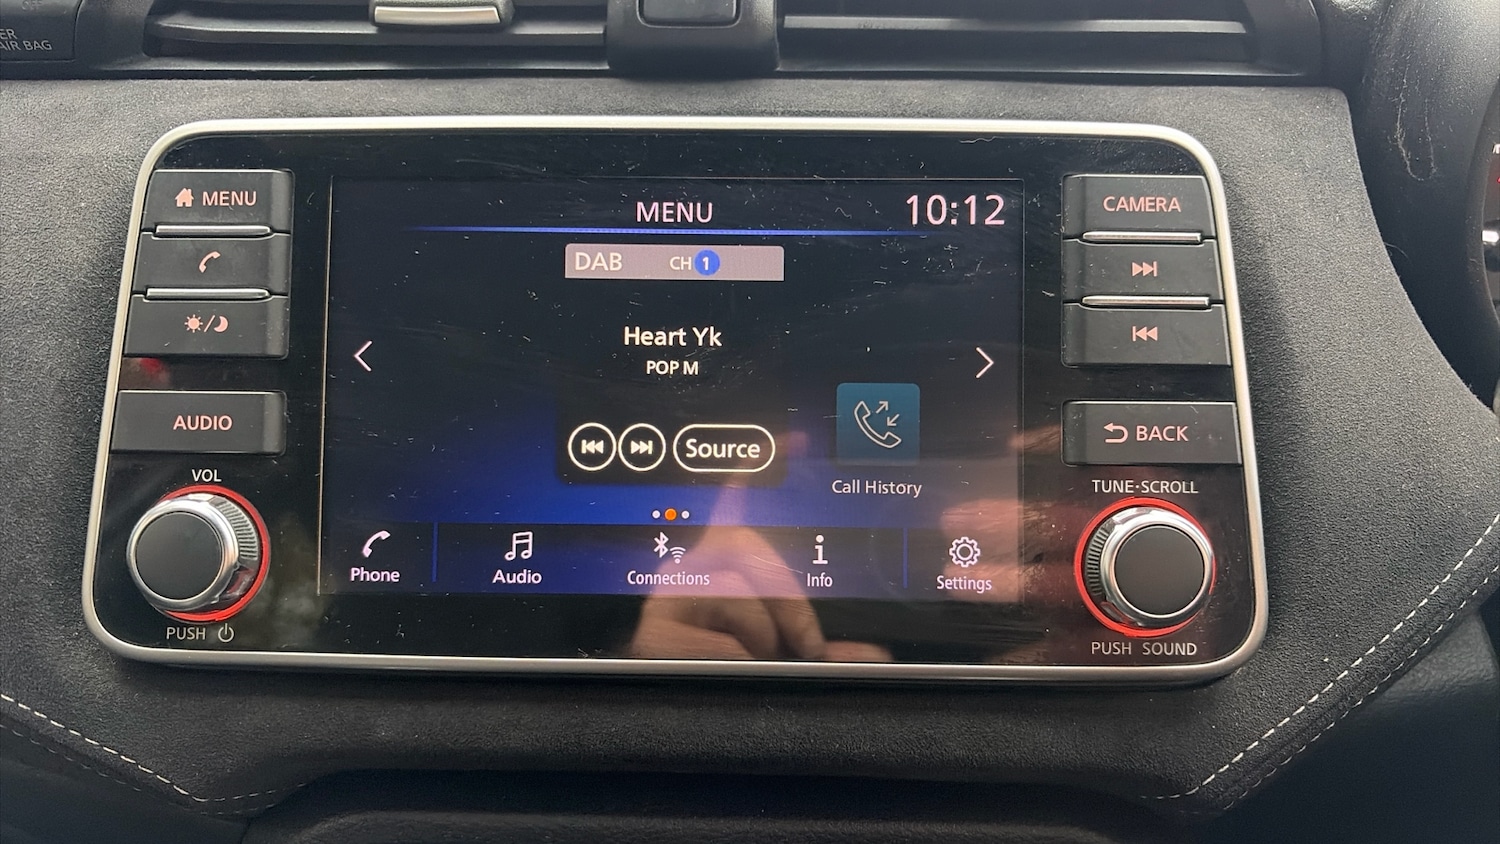 AIR BAG
MENU
AUDIO
VOL
PUSH
MENU
10:12
DAB CH 1
Heart Yk
POP M
Source
Call History
Phone
Audio
Connections
Info
Settings
CAMERA
BACK
TUNE·SCROLL
PUSH SOUND